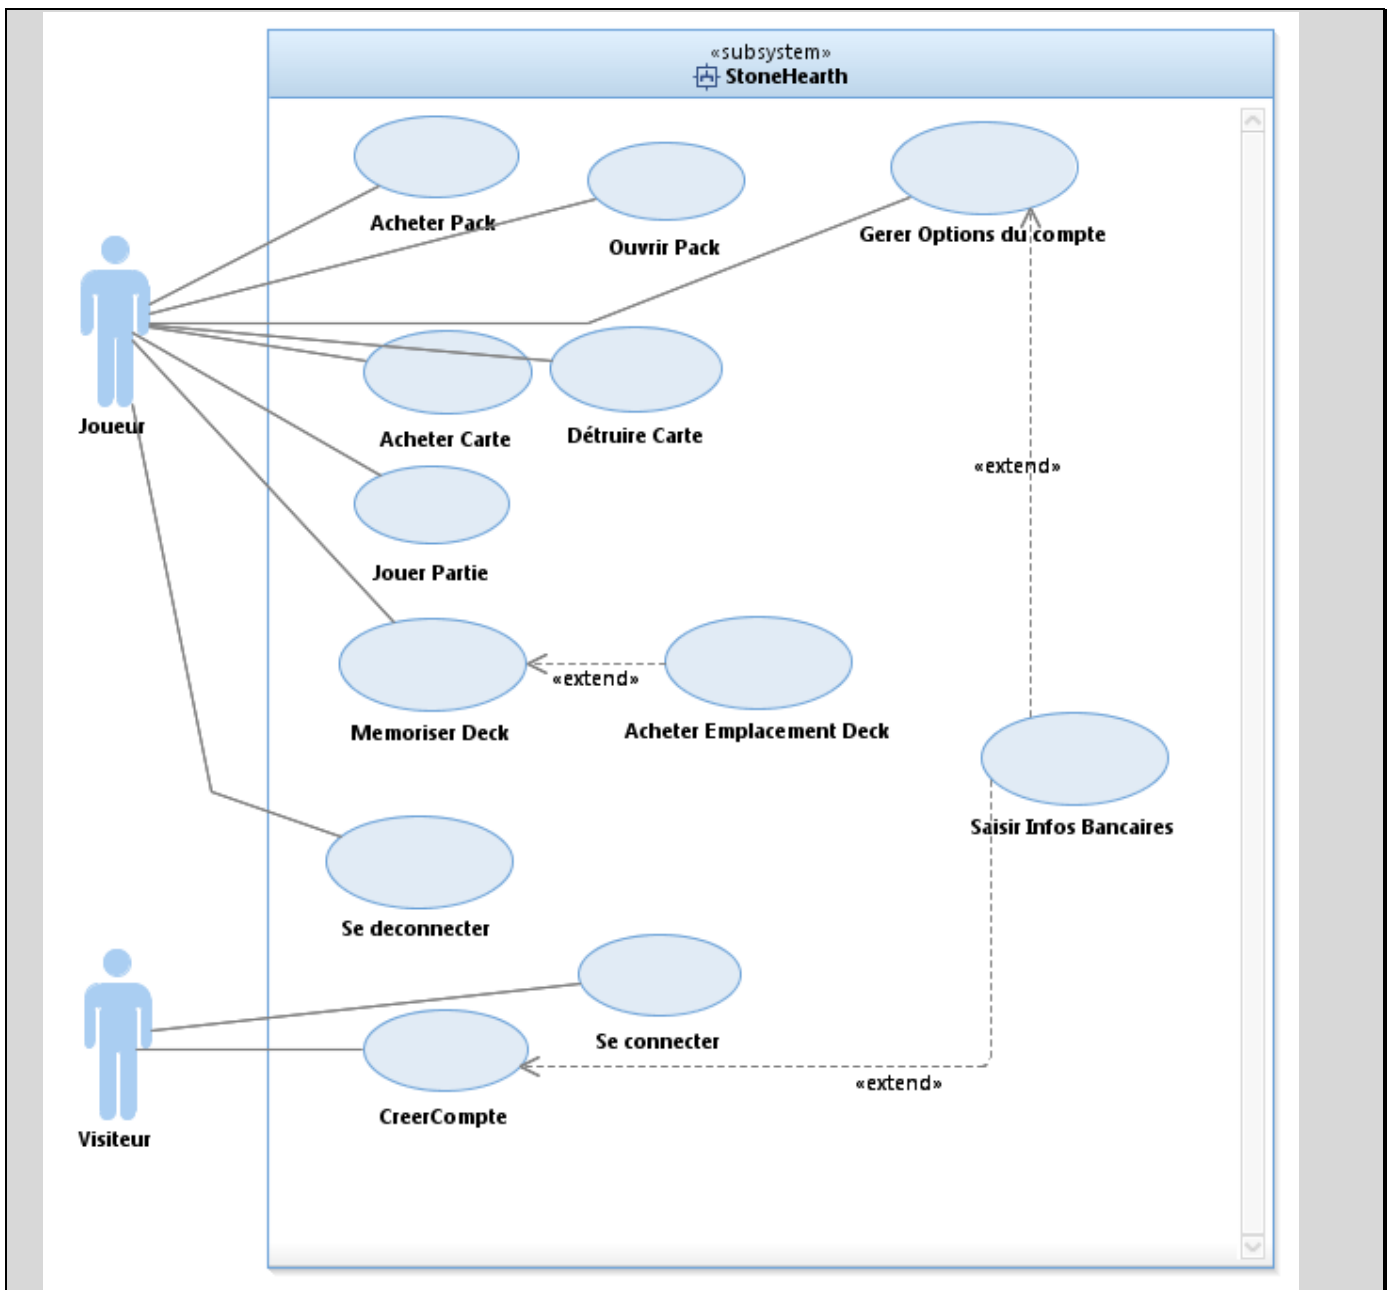 «subsystem»
StoneHearth
Acheter Pack
Ouvrir Pack
Gerer Options du compte
Joueur
Acheter Carte
Détruire Carte
«extend»
Jouer Partie
«extend»
Memoriser Deck
Acheter Emplacement Deck
Saisir Infos Bancaires
Se deconnecter
Se connecter
«extend»
CreerCompte
Visiteur